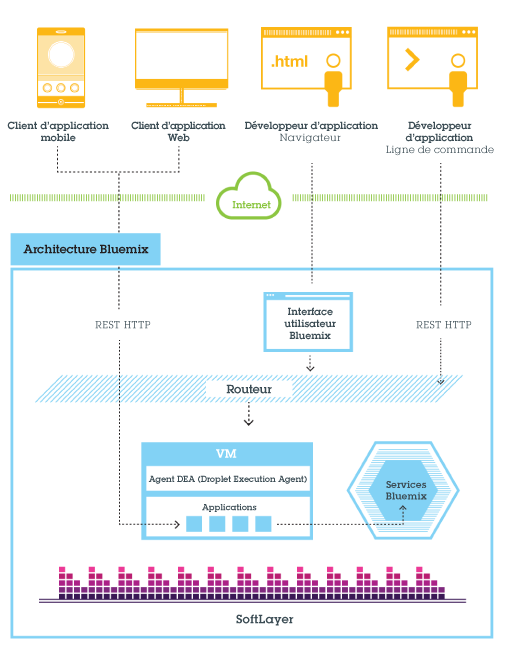 .html
Client d'application
mobile
Client d'application
Web
Développeur d'application
Navigateur
Développeur
d'application
Ligne de commande
Internet
Architecture Bluemix
REST HTTP
Interface
utilisateur
Bluemix
REST HTTP
Routeur
VM
Agent DEA (Droplet Execution Agent)
Applications
Services
Bluemix
SoftLayer